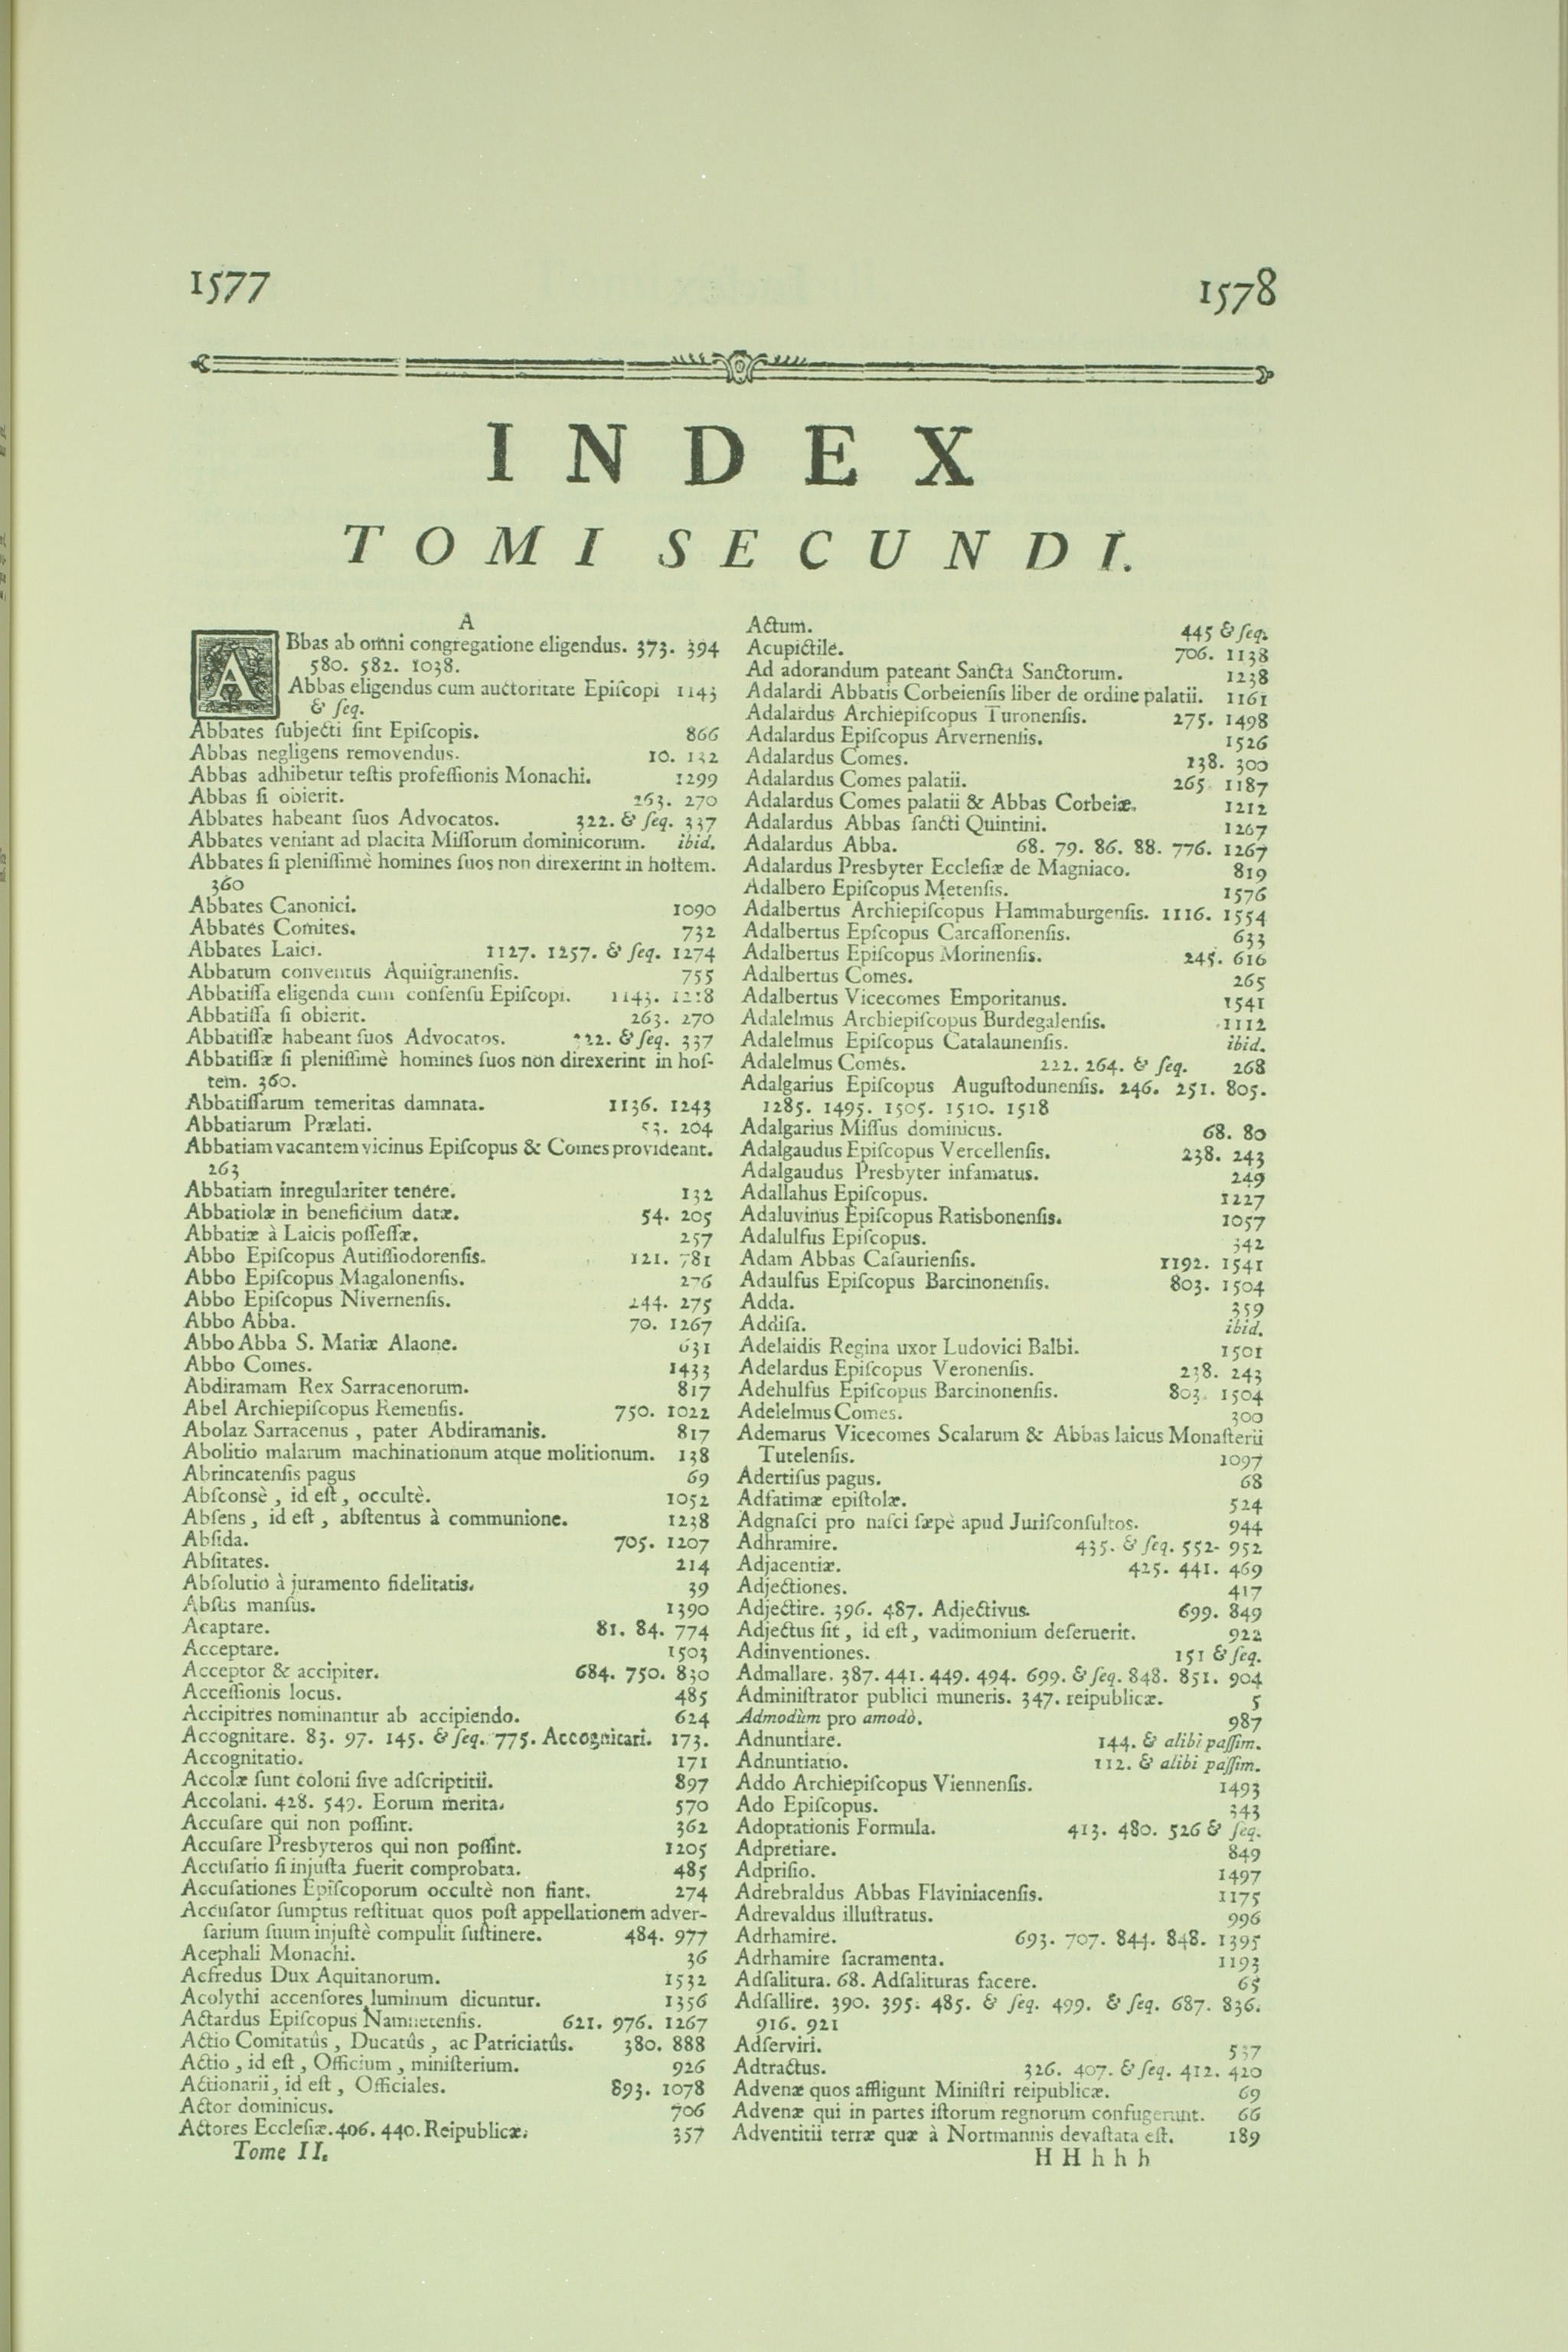 1577
1578
INDEX
TOMI SECUNDI.
A
ABbas ab omni congregatione eligendus. 373. 394
580. 582. 1038.
Abbas eligendus cum auctoritate Epiſcopi 1143
& ſeq.
Abbates ſubjecti ſint Epiſcopis. 866
Abbas negligens removendus. 10. 132
Abbas adhibetur teſtis profeſſionis Monachi. 1299
Abbas ſi obierit. 263. 270
Abbates habeant ſuos Advocatos. 322. & ſeq. 337
Abbates veniant ad placita Miſſorum dominicorum. ibid.
Abbates ſi pleniſſimè homines ſuos non direxerint in hoſtem.
360
Abbates Canonici. 1090
Abbates Comites. 732
Abbates Laici. 1127. 1257. & ſeq. 1274
Abbatum conventus Aquiſgranenſis. 755
Abbatiſſa eligenda cum conſenſu Epiſcopi. 1143.
Abbatiſſa ſi obierit. 263. 270
Abbatiſſæ habeant ſuos Advocatos. 322. & ſeq. 337
Abbatiſſæ ſi pleniſſimè homines ſuos non direxerint in hoſ-
tem. 360.
Abbatiſſarum temeritas damnata. 1136. 1243
Abbatiarum Prælati. 53. 204
Abbatiam vacantem vicinus Epiſcopus & Comes provideant.
263
Abbatiam inregulariter tenere. 132
Abbatiolæ in beneficium datæ. 54. 205
Abbatiæ à Laicis poſſeſſæ. 257
Abbo Epiſcopus Autiſſiodorenſis. 121. 781
Abbo Epiſcopus Magalonenſis. 276
Abbo Epiſcopus Nivernenſis. 244. 275
Abbo Abba. 70. 1267
Abbo Abba S. Mariæ Alaone. 631
Abbo Comes. 1433
Abdiramam Rex Sarracenorum. 817
Abel Archiepiſcopus Remenſis. 750. 1022
Abolaz Sarracenus, pater Abdiramanis. 817
Abolitio malarum machinationum atque molitionum. 138
Abrincatenſis pagus 69
Abſconsè, id eſt, occultè. 1052
Abſens, id eſt, abſtentus à communione. 1238
Abſida. 705. 1207
Abſitates. 214
Abſolutio à juramento fidelitatis. 39
Abſus manſus. 1390
Acaptare. 81. 84. 774
Acceptare. 1503
Acceptor & accipiter. 684. 750. 830
Acceſſionis locus. 485
Accipitres nominantur ab accipiendo. 624
Accognitare. 83. 97. 145. & ſeq. 775. Accognitari. 173.
Accognitatio. 171
Accolæ ſunt coloni ſive adſcriptitii. 897
Accolani. 428. 549. Eorum merita. 570
Accuſare qui non poſſint. 362
Accuſare Presbyteros qui non poſſint. 1205
Accuſatio ſi injuſta fuerit comprobata. 485
Accuſationes Epiſcoporum occultè non fiant. 274
Accuſator ſumptus reſtituat quos poſt appellationem adver-
ſarium ſuum injuſtè compulit ſuſtinere. 484. 977
Acephali Monachi. 36
Acfredus Dux Aquitanorum. 1532
Acolythi accenſores luminum dicuntur. 1356
Actardus Epiſcopus Namnetenſis. 621. 976. 1267
Actio Comitatûs, Ducatûs, ac Patriciatûs. 380. 888
Actio, id eſt, Officium, miniſterium. 926
Actionarii, id eſt, Officiales. 893. 1078
Actor dominicus. 706
Actores Eccleſiæ. 406. 440. Reipublicæ. 357
Tome II.
Actum. 445 & ſeq.
Acupictile. 706. 1138
Ad adorandum pateant Sancta Sanctorum. 1238
Adalardi Abbatis Corbeienſis liber de ordine palatii. 1161
Adalardus Archiepiſcopus Turonenſis. 275. 1498
Adalardus Epiſcopus Arvernenſis. 1526
Adalardus Comes. 138. 300
Adalardus Comes palatii. 265. 1187
Adalardus Comes palatii & Abbas Corbeiæ. 1212
Adalardus Abbas ſancti Quintini. 1267
Adalardus Abba. 68. 79. 86. 88. 776. 1267
Adalardus Presbyter Eccleſiæ de Magniaco. 819
Adalbero Epiſcopus Metenſis. 1576
Adalbertus Archiepiſcopus Hammaburgenſis. 1116. 1554
Adalbertus Epſcopus Carcaſſonenſis. 633
Adalbertus Epiſcopus Morinenſis. 245. 616
Adalbertus Comes. 265
Adalbertus Vicecomes Emporitanus. 1541
Adalelmus Archiepiſcopus Burdegalenſis. 1112
Adalelmus Epiſcopus Catalaunenſis. ibid.
Adalelmus Comes. 222. 264. & ſeq. 268
Adalgarius Epiſcopus Auguſtodunenſis. 246. 251. 805.
1285. 1495. 1505. 1510. 1518
Adalgarius Miſſus dominicus. 68. 80
Adalgaudus Epiſcopus Vercellenſis. 238. 243
Adalgaudus Presbyter infamatus. 249
Adallahus Epiſcopus. 1227
Adaluvinus Epiſcopus Ratisbonenſis. 1057
Adalulfus Epiſcopus. 342
Adam Abbas Caſaurienſis. 1192. 1541
Adaulfus Epiſcopus Barcinonenſis. 803. 1504
Adda. 359
Addiſa. ibid.
Adelaidis Regina uxor Ludovici Balbi. 1501
Adelardus Epiſcopus Veronenſis. 238. 243
Adehulfus Epiſcopus Barcinonenſis. 803. 1504
Adelelmus Comes. 300
Ademarus Vicecomes Scalarum & Abbas laicus Monaſterii
Tutelenſis. 1097
Adertiſus pagus. 68
Adfatimæ epiſtolæ. 524
Adgnaſci pro naſci ſæpè apud Juriſconſultos. 944
Adhramire. 435. & ſeq. 552. 952
Adjacentiæ. 425. 441. 469
Adjectiones. 417
Adjectire. 396. 487. Adjectivus. 699. 849
Adjectus ſit, id eſt, vadimonium deſeruerit. 922
Adinventiones. 151 & ſeq.
Admallare. 387. 441. 449. 494. 699. & ſeq. 848. 851. 904
Adminiſtrator publici muneris. 347. reipublicæ. 5
Admodùm pro amodò. 987
Adnuntiare. 144. & alibi paſſim.
Adnuntiatio. 112. & alibi paſſim.
Addo Archiepiſcopus Viennenſis. 1493
Ado Epiſcopus. 343
Adoptationis Formula. 413. 480. 526 & ſeq.
Adpretiare. 849
Adpriſio. 1497
Adrebraldus Abbas Flaviniacenſis. 1175
Adrevaldus illuſtratus. 996
Adrhamire. 693. 707. 844. 848. 1395
Adrhamire ſacramenta. 1193
Adſalitura. 68. Adſalituras facere. 65
Adſallire. 390. 395. 485. & ſeq. 499. & ſeq. 687. 836.
916. 921
Adſerviri. 537
Adtractus. 326. 407. & ſeq. 412. 420
Advenæ quos affligunt Miniſtri reipublicæ. 69
Advenæ qui in partes iſtorum regnorum confugerunt. 66
Adventitii terræ quæ à Nortmannis devaſtata eſt. 189
HHhhh